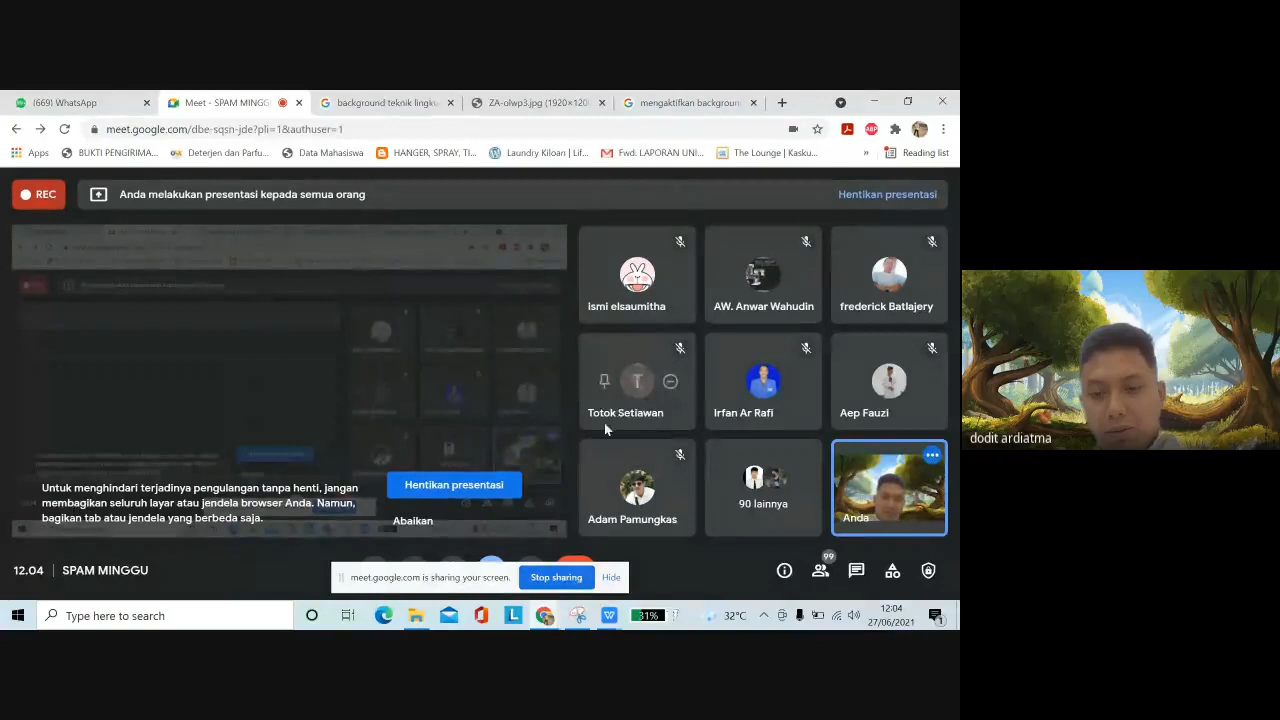 (669) WhatsApp
Meet - SPAM MINGGU
background teknik lingku
ZA-olwp3.jpg (1920×120
mengaktifkan background
meet.google.com/dbe-sqsn-jde?pli=1&authuser=1
Apps
BUKTI PENGIRIMA...
Deterjen dan Parfu...
Data Mahasiswa
HANGER, SPRAY, TI...
Laundry Kiloan | Lif...
Fwd: LAPORAN UNI...
The Lounge | Kasku...
»
Reading list
REC
Anda melakukan presentasi kepada semua orang
Hentikan presentasi
ismi elsaumitha
AW. Anwar Wahudin
frederick Batlajery
T
Totok Setiawan
Irfan Ar Rafi
Aep Fauzi
Untuk menghindari terjadinya pengulangan tanpa henti, jangan
membagikan seluruh layar atau jendela browser Anda. Namun,
bagikan tab atau jendela yang berbeda saja.
Hentikan presentasi
Abaikan
Adam Pamungkas
90 lainnya
Anda
dodit ardiatma
12.04 | SPAM MINGGU
99
meet.google.com is sharing your screen.
Stop sharing
Hide
Type here to search
31%
32°C
12:04
27/06/2021